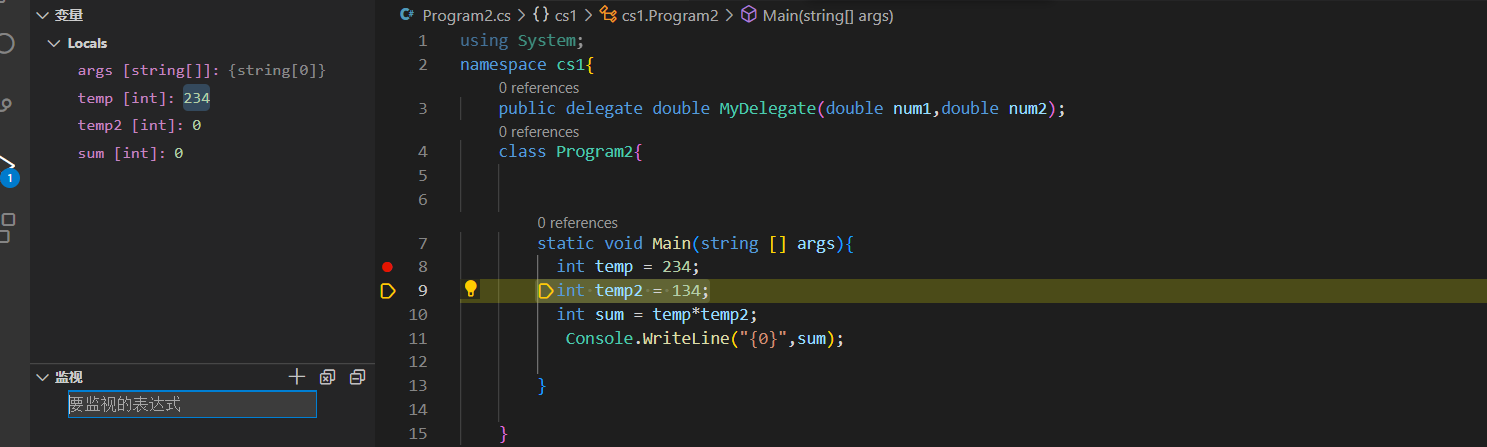 变量
Locals
args [string[]]: {string[0]}
temp [int]: 234
temp2 [int]: 0
sum [int]: 0
1
监视
要监视的表达式
C# Program2.cs > {} cs1 > cs1.Program2 > Main(string[] args)
1 using System;
2 namespace cs1{
0 references
3 public delegate double MyDelegate(double num1,double num2);
0 references
4 class Program2{
5
6
0 references
7 static void Main(string [] args){
8 int temp = 234;
9 int temp2 = 134;
10 int sum = temp*temp2;
11 Console.WriteLine("{0}",sum);
12
13 }
14
15 }